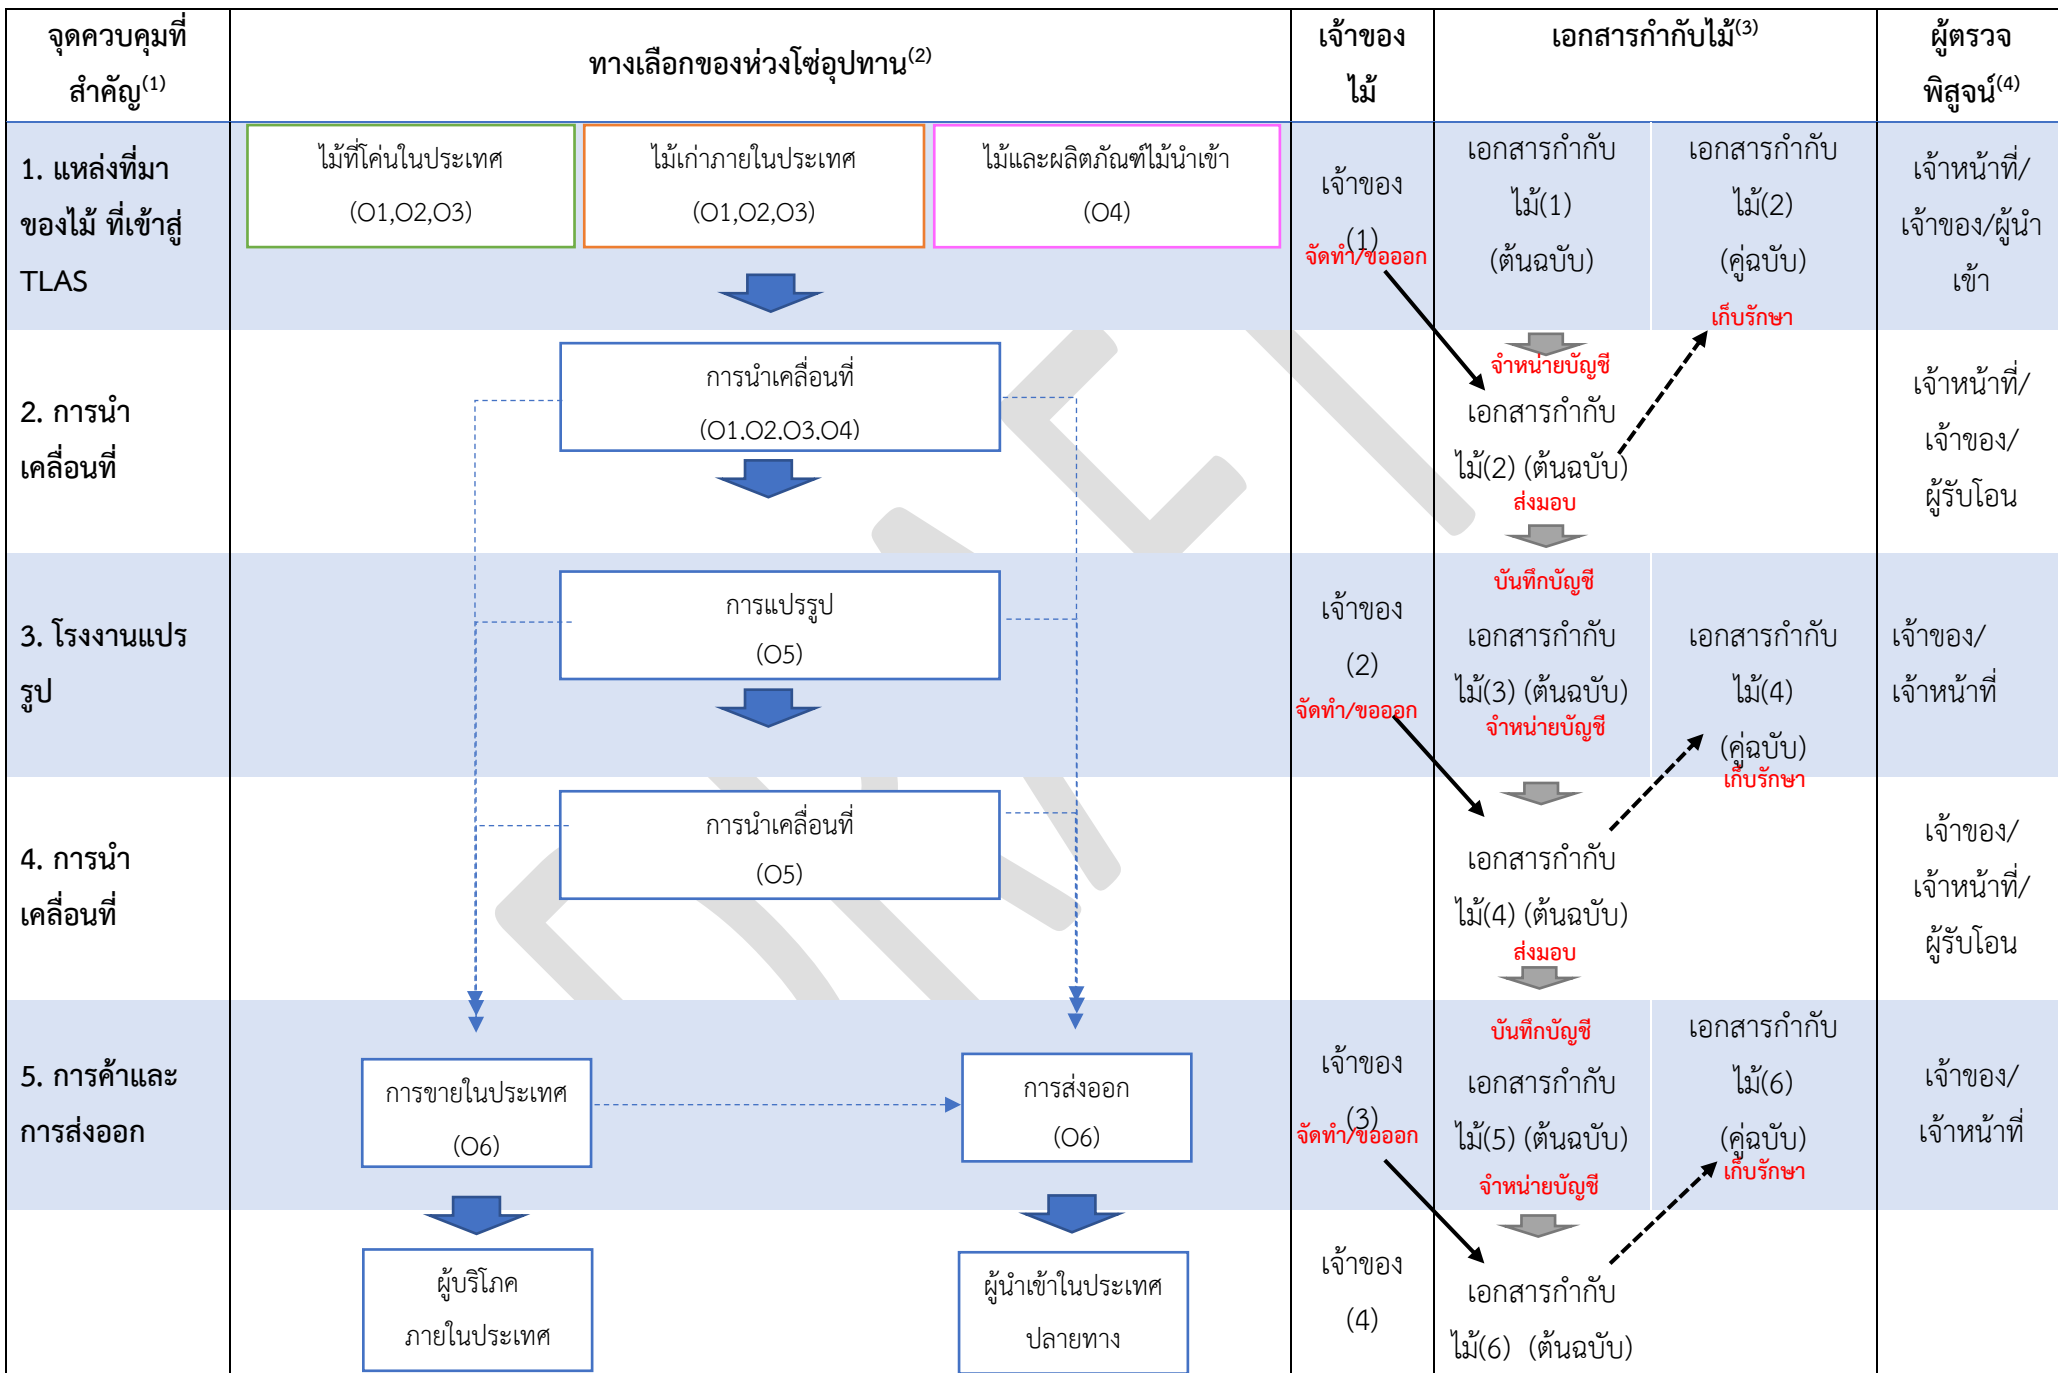 จุดควบคุมที่
สำคัญ(1)
ทางเลือกของห่วงโซ่อุปทาน(2)
เจ้าของ
ไม้
เอกสารกำกับไม้(3)
ผู้ตรวจ
พิสูจน์(4)
1. แหล่งที่มา
ของไม้ ที่เข้าสู่
TLAS
ไม้ที่โค่นในประเทศ
(O1,O2,O3)
ไม้เก่าภายในประเทศ
(O1,O2,O3)
ไม้และผลิตภัณฑ์ไม้นำเข้า
(O4)
เจ้าของ
(1)
จัดทำ/ขอออก
เอกสารกำกับ
ไม้(1)
(ต้นฉบับ)
เอกสารกำกับ
ไม้(2)
(คู่ฉบับ)
เก็บรักษา
เจ้าหน้าที่/
เจ้าของ/ผู้นำ
เข้า
2. การนำ
เคลื่อนที่
การนำเคลื่อนที่
(O1,O2,O3,O4)
จำหน่ายบัญชี
เอกสารกำกับ
ไม้(2) (ต้นฉบับ)
ส่งมอบ
เจ้าหน้าที่/
เจ้าของ/
ผู้รับโอน
3. โรงงานแปร
รูป
การแปรรูป
(O5)
เจ้าของ
(2)
จัดทำ/ขอออก
บันทึกบัญชี
เอกสารกำกับ
ไม้(3) (ต้นฉบับ)
จำหน่ายบัญชี
เอกสารกำกับ
ไม้(4)
(คู่ฉบับ)
เก็บรักษา
เจ้าของ/
เจ้าหน้าที่
4. การนำ
เคลื่อนที่
การนำเคลื่อนที่
(O5)
เอกสารกำกับ
ไม้(4) (ต้นฉบับ)
ส่งมอบ
เจ้าของ/
เจ้าหน้าที่/
ผู้รับโอน
5. การค้าและ
การส่งออก
การขายในประเทศ
(O6)
การส่งออก
(O6)
เจ้าของ
(3)
จัดทำ/ขอออก
บันทึกบัญชี
เอกสารกำกับ
ไม้(5) (ต้นฉบับ)
จำหน่ายบัญชี
เอกสารกำกับ
ไม้(6)
(คู่ฉบับ)
เก็บรักษา
เจ้าของ/
เจ้าหน้าที่
ผู้บริโภค
ภายในประเทศ
ผู้นำเข้าในประเทศ
ปลายทาง
เจ้าของ
(4)
เอกสารกำกับ
ไม้(6) (ต้นฉบับ)